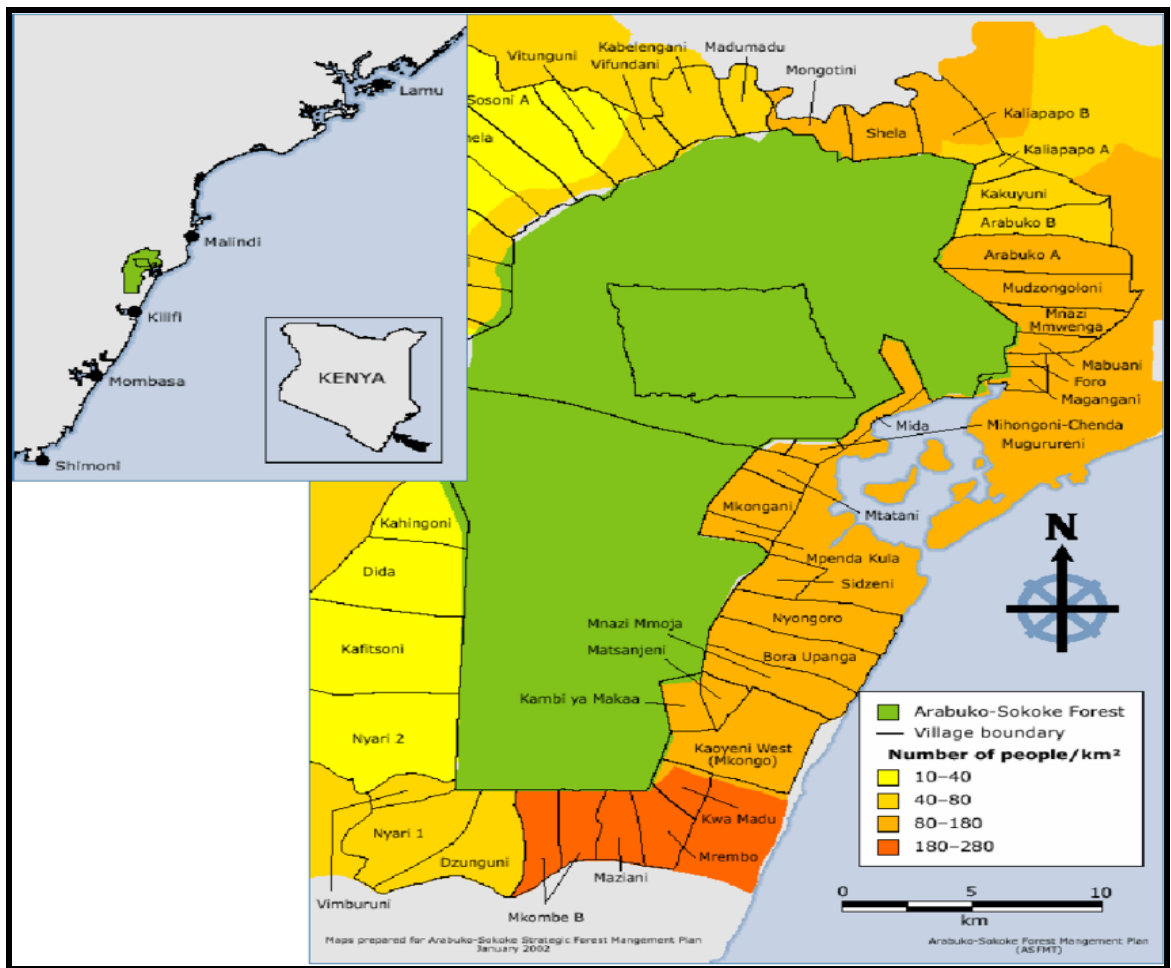 Lamu
Malindi
Kilifi
Mombasa
Shimoni
KENYA
Vitunguni
Kabelengani
Vifundani
Madumadu
Mongotini
Sosoni A
Shela
Kaliapapo B
Kaliapapo A
Kakuyuni
Arabuko B
Arabuko A
Mudzongoloni
Mnazi
Mmwenga
Mabuani
Foro
Magangani
Mida
Mihongoni-Chenda
Mugurureni
Mkongani
Mtatani
Mpenda Kula
Sidzeni
Nyongoro
Mnazi Mmoja
Bora Upanga
Matsanjeni
Kambi ya Makaa
Kaoyeni West
(Mkongo)
Kwa Madu
Mrembo
Maziani
Mkombe B
Kahingoni
Dida
Kafitsoni
Nyari 2
Nyari 1
Dzunguni
Vimburuni
N
Arabuko-Sokoke Forest
Village boundary
Number of people/km²
10–40
40–80
80–180
180–280
0 5 10
km
Maps prepared for Arabuko-Sokoke Strategic Forest Mangement Plan
January 2002
Arabuko-Sokoke Forest Mangement Plan
(ASFMT)